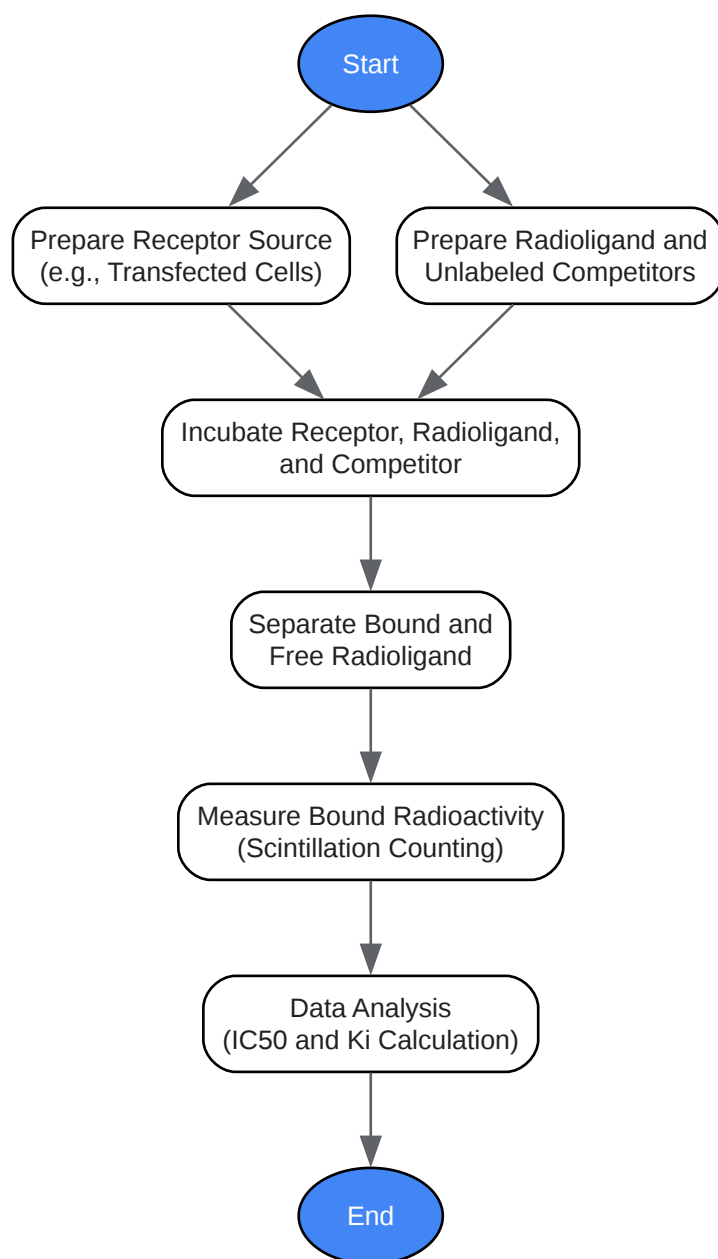 Start
Prepare Receptor Source
(e.g., Transfected Cells)
Prepare Radioligand and
Unlabeled Competitors
Incubate Receptor, Radioligand,
and Competitor
Separate Bound and
Free Radioligand
Measure Bound Radioactivity
(Scintillation Counting)
Data Analysis
(IC50 and Ki Calculation)
End